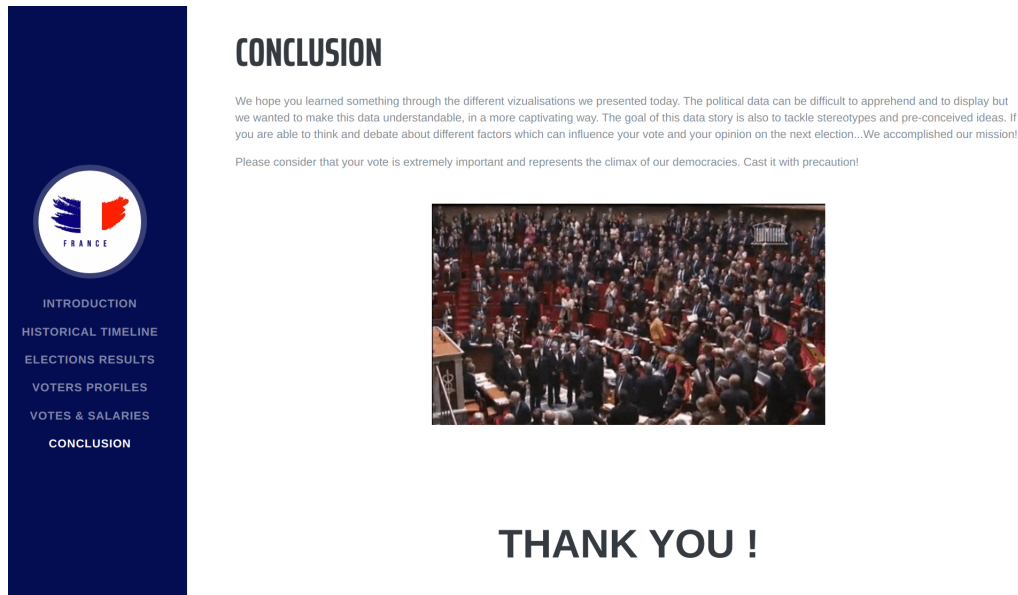 FRANCE
INTRODUCTION
HISTORICAL TIMELINE
ELECTIONS RESULTS
VOTERS PROFILES
VOTES & SALARIES
CONCLUSION
CONCLUSION
We hope you learned something through the different vizualisations we presented today. The political data can be difficult to apprehend and to display but
we wanted to make this data understandable, in a more captivating way. The goal of this data story is also to tackle stereotypes and pre-conceived ideas. If
you are able to think and debate about different factors which can influence your vote and your opinion on the next election...We accomplished our mission!
Please consider that your vote is extremely important and represents the climax of our democracies. Cast it with precaution!
THANK YOU !